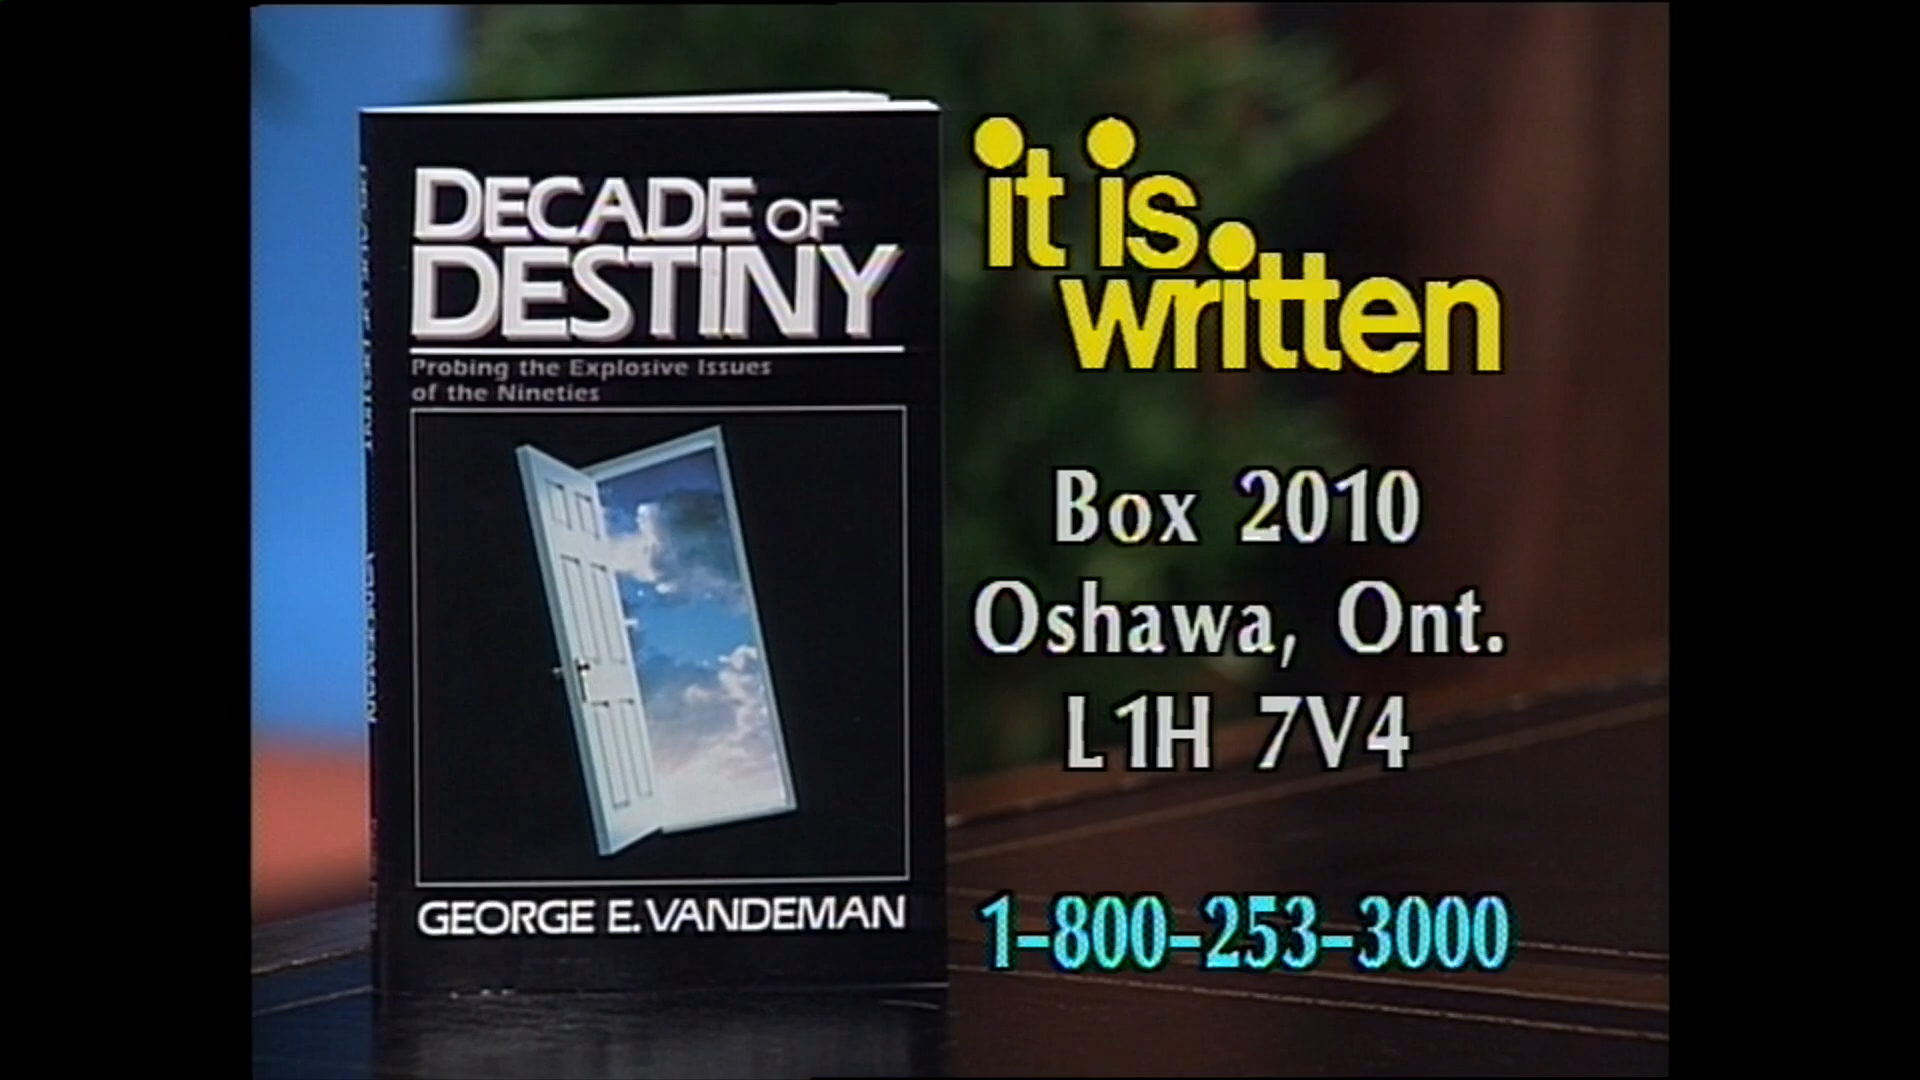 DECADE OF
DESTINY
Probing the Explosive Issues
of the Nineties
GEORGE E. VANDEMAN
it is
written
Box 2010
Oshawa, Ont.
L1H 7V4
1-800-253-3000